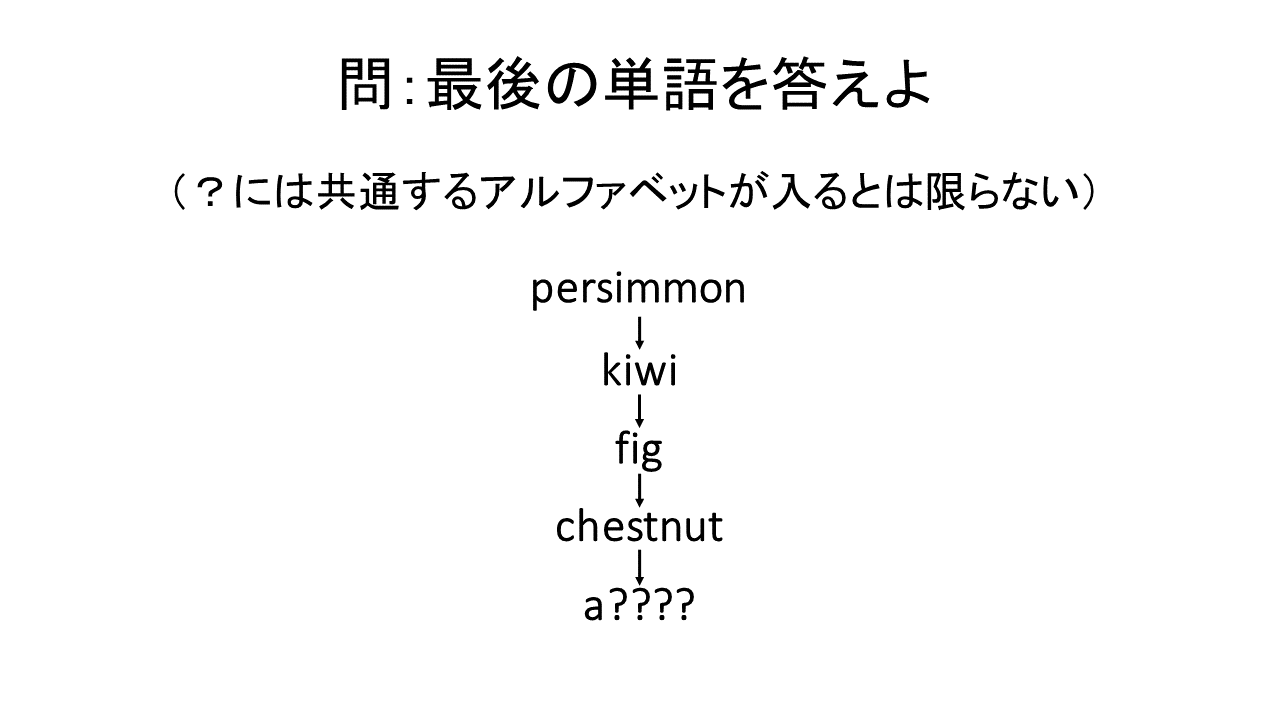 問：最後の単語を答えよ
（？には共通するアルファベットが入るとは限らない）
persimmon
kiwi
fig
chestnut
a????